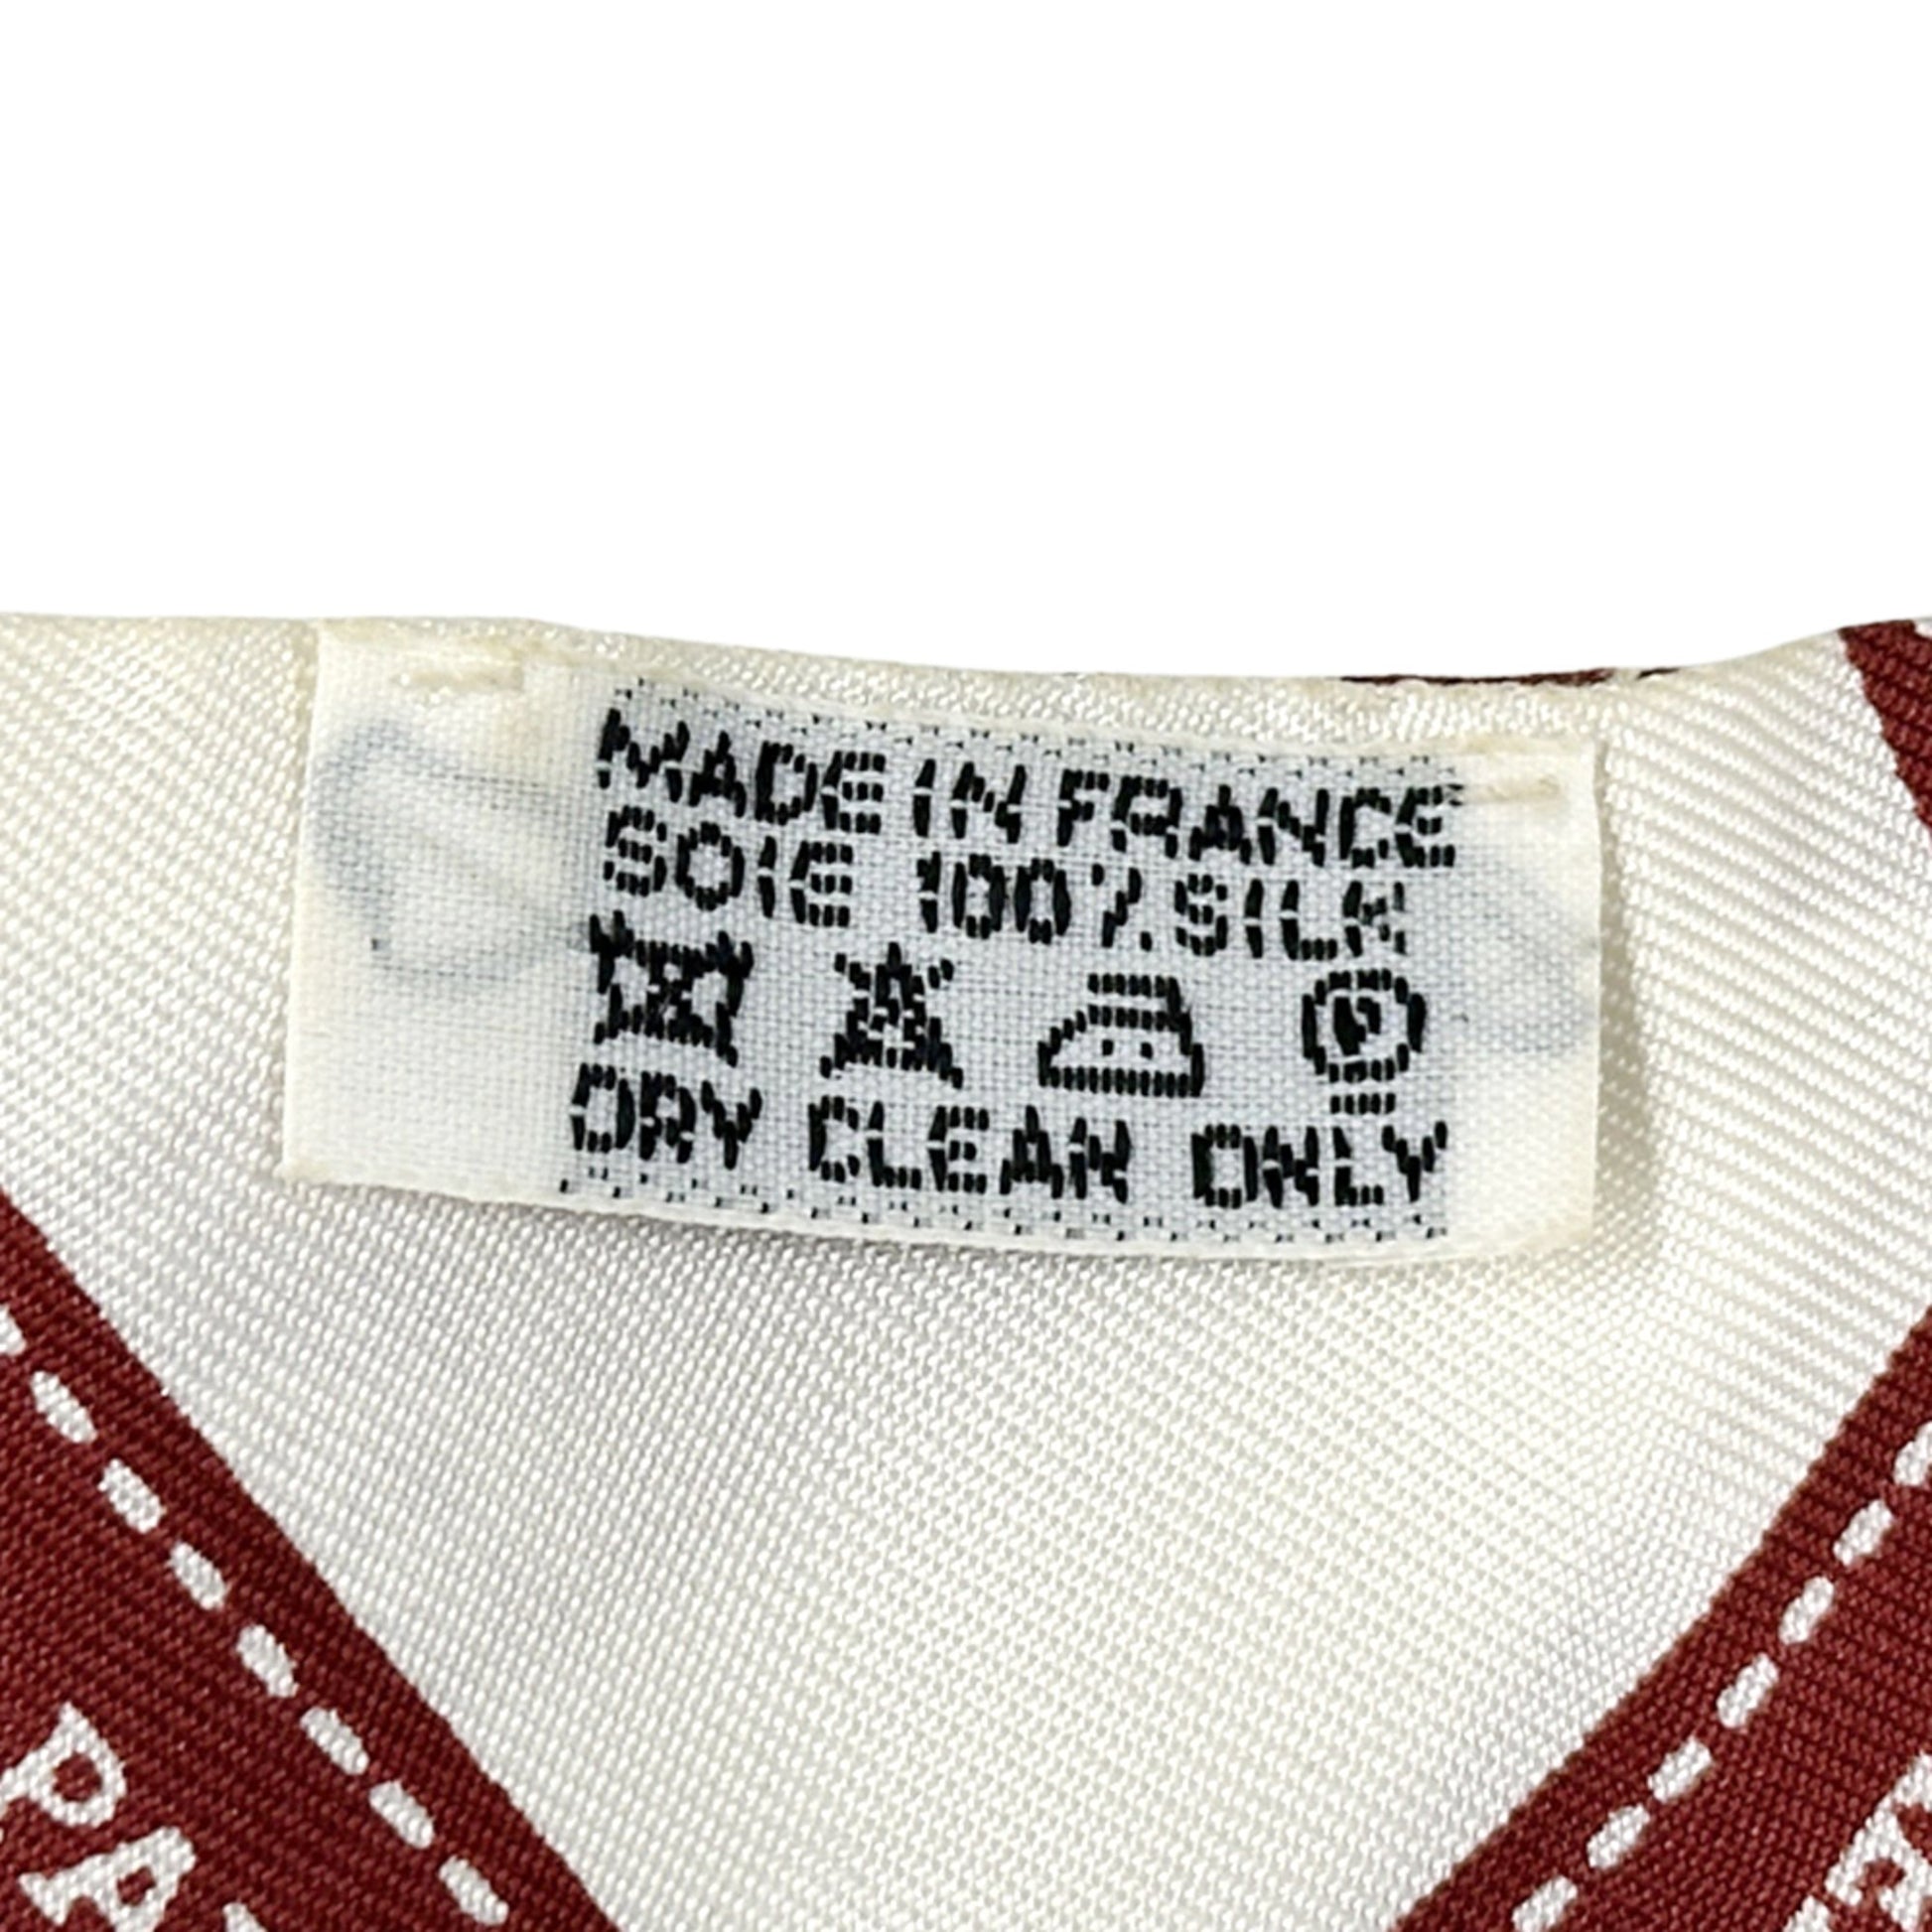 MADE IN FRANCE
SOIE 100% SILK
DRY CLEAN ONLY